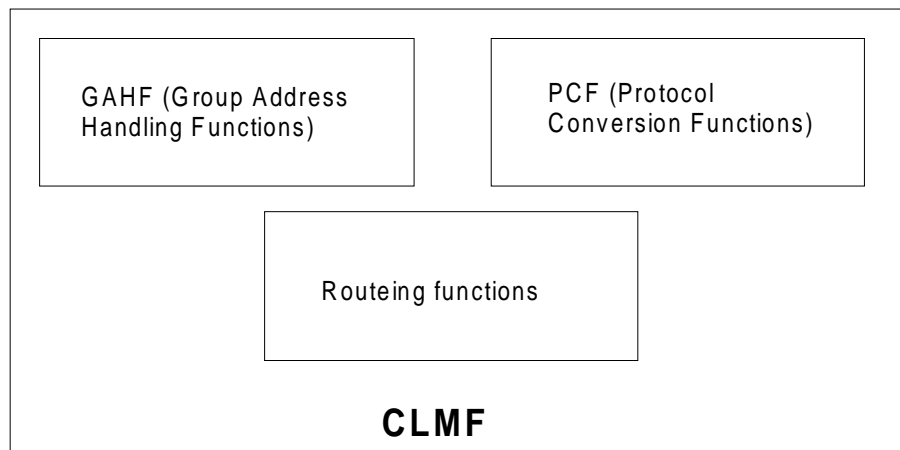 GAHF (Group Address
Handling Functions)
PCF (Protocol
Conversion Functions)
Routeing functions
CLMF